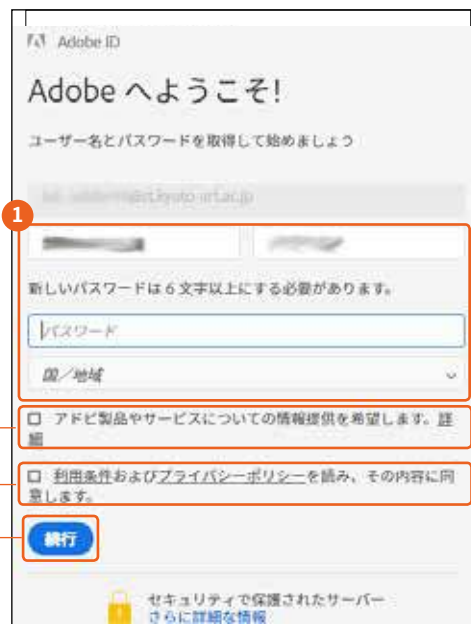 Adobe ID
Adobe へようこそ!
ユーザー名とパスワードを取得して始めましょう
1
新しいパスワードは6文字以上にする必要があります。
パスワード
国/地域
アドビ製品やサービスについての情報提供を希望します。詳
細
利用条件およびプライバシーポリシーを読み、その内容に同
意します。
続行
セキュリティで保護されたサーバー
さらに詳細な情報